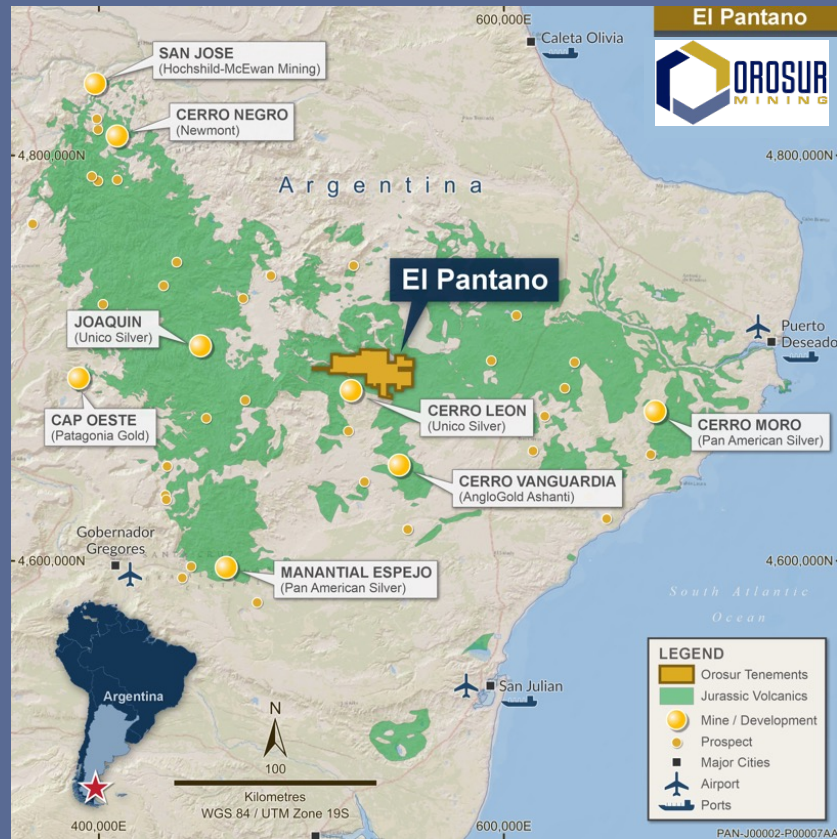 El Pantano
OROSUR
MINING
600,000E
Caleta Olivia
SAN JOSE
(Hochshild-McEwan Mining)
CERRO NEGRO
(Newmont)
4,800,000N
4,800,000N
Argentina
El Pantano
JOAQUIN
(Unico Silver)
Puerto
Deseado
CAP OESTE
(Patagonia Gold)
CERRO LEON
(Unico Silver)
CERRO MORO
(Pan American Silver)
CERRO VANGUARDIA
(AngloGold Ashanti)
Gobernador
Gregores
4,600,000N
MANANTIAL ESPEJO
(Pan American Silver)
4,600,000N
South Atlantic
Ocean
San Julian
Argentina
N
100
Kilometres
WGS 84 / UTM Zone 19S
400,000E
600,000E
LEGEND
Orosur Tenements
Jurassic Volcanics
Mine / Development
Prospect
Major Cities
Airport
Ports
PAN-J00002-P00007AA